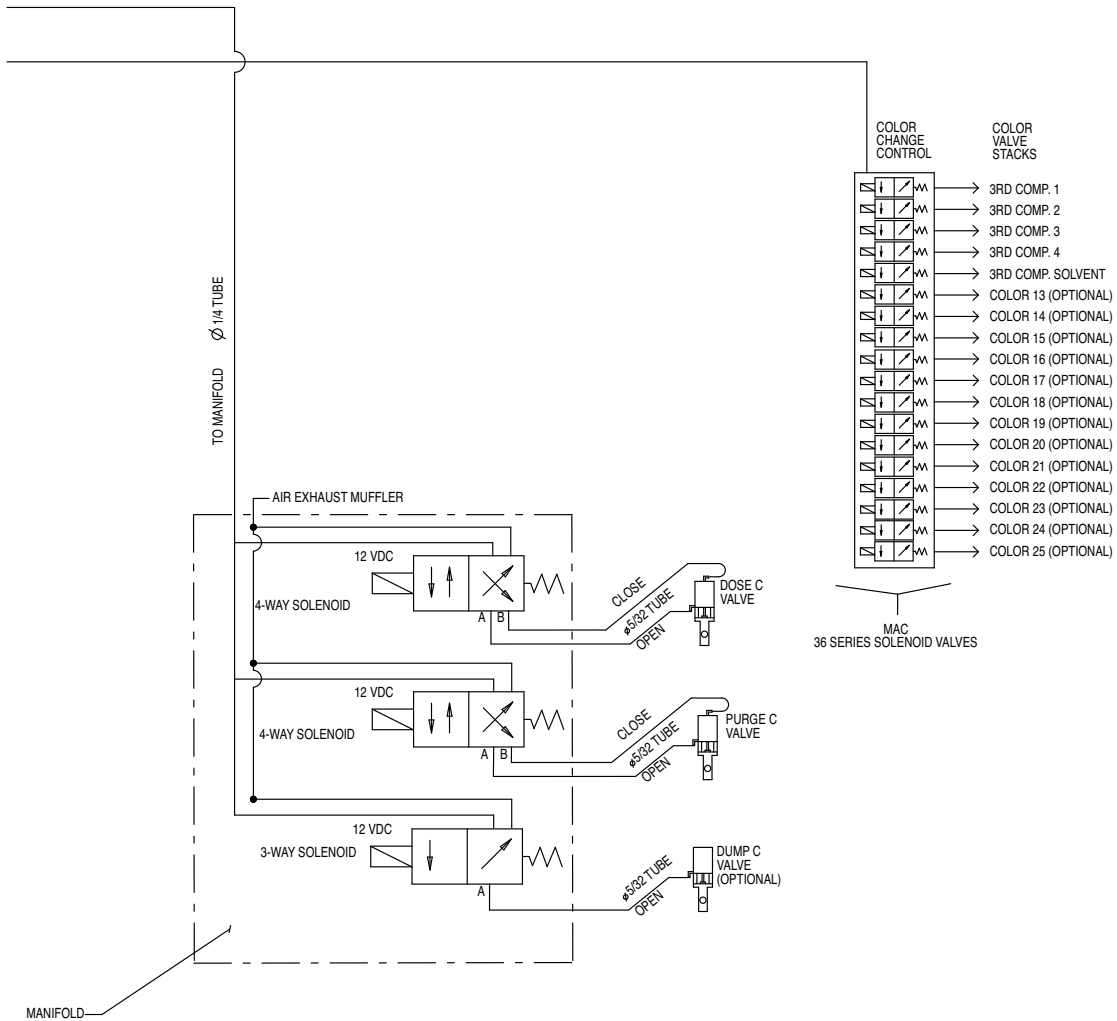 COLOR
CHANGE
CONTROL
COLOR
VALVE
STACKS
3RD COMP. 1
3RD COMP. 2
3RD COMP. 3
3RD COMP. 4
3RD COMP. SOLVENT
COLOR 13 (OPTIONAL)
COLOR 14 (OPTIONAL)
COLOR 15 (OPTIONAL)
COLOR 16 (OPTIONAL)
COLOR 17 (OPTIONAL)
COLOR 18 (OPTIONAL)
COLOR 19 (OPTIONAL)
COLOR 20 (OPTIONAL)
COLOR 21 (OPTIONAL)
COLOR 22 (OPTIONAL)
COLOR 23 (OPTIONAL)
COLOR 24 (OPTIONAL)
COLOR 25 (OPTIONAL)
MAC
36 SERIES SOLENOID VALVES
TO MANIFOLD Ø 1/4 TUBE
AIR EXHAUST MUFFLER
12 VDC
4-WAY SOLENOID
A B
CLOSE
ø5/32 TUBE
OPEN
DOSE C
VALVE
12 VDC
4-WAY SOLENOID
A B
CLOSE
ø5/32 TUBE
OPEN
PURGE C
VALVE
12 VDC
3-WAY SOLENOID
A
ø5/32 TUBE
OPEN
DUMP C
VALVE
(OPTIONAL)
MANIFOLD